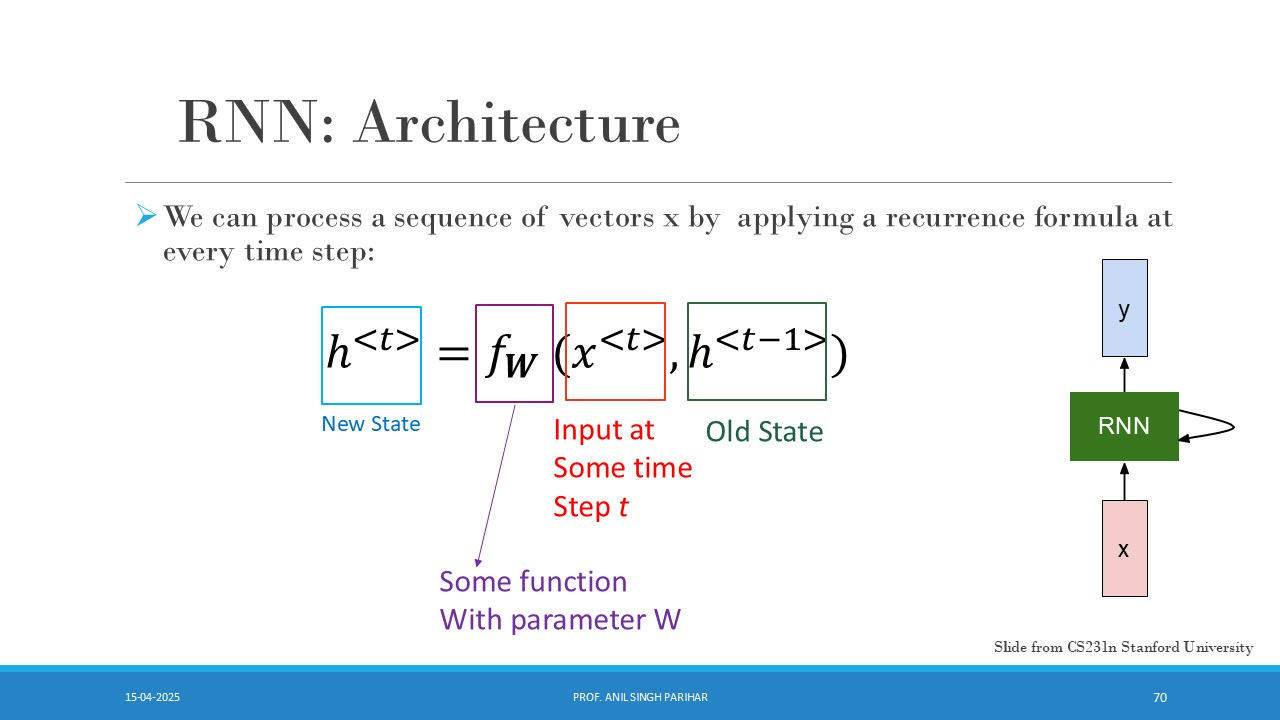 RNN: Architecture
➢ We can process a sequence of vectors x by applying a recurrence formula at
every time step:
h^{<t>} = f_W (x^{<t>}, h^{<t−1>})
New State
Input at
Some time
Step t
Old State
Some function
With parameter W
y
RNN
x
Slide from CS231n Stanford University
15-04-2025
PROF. ANIL SINGH PARIHAR
70